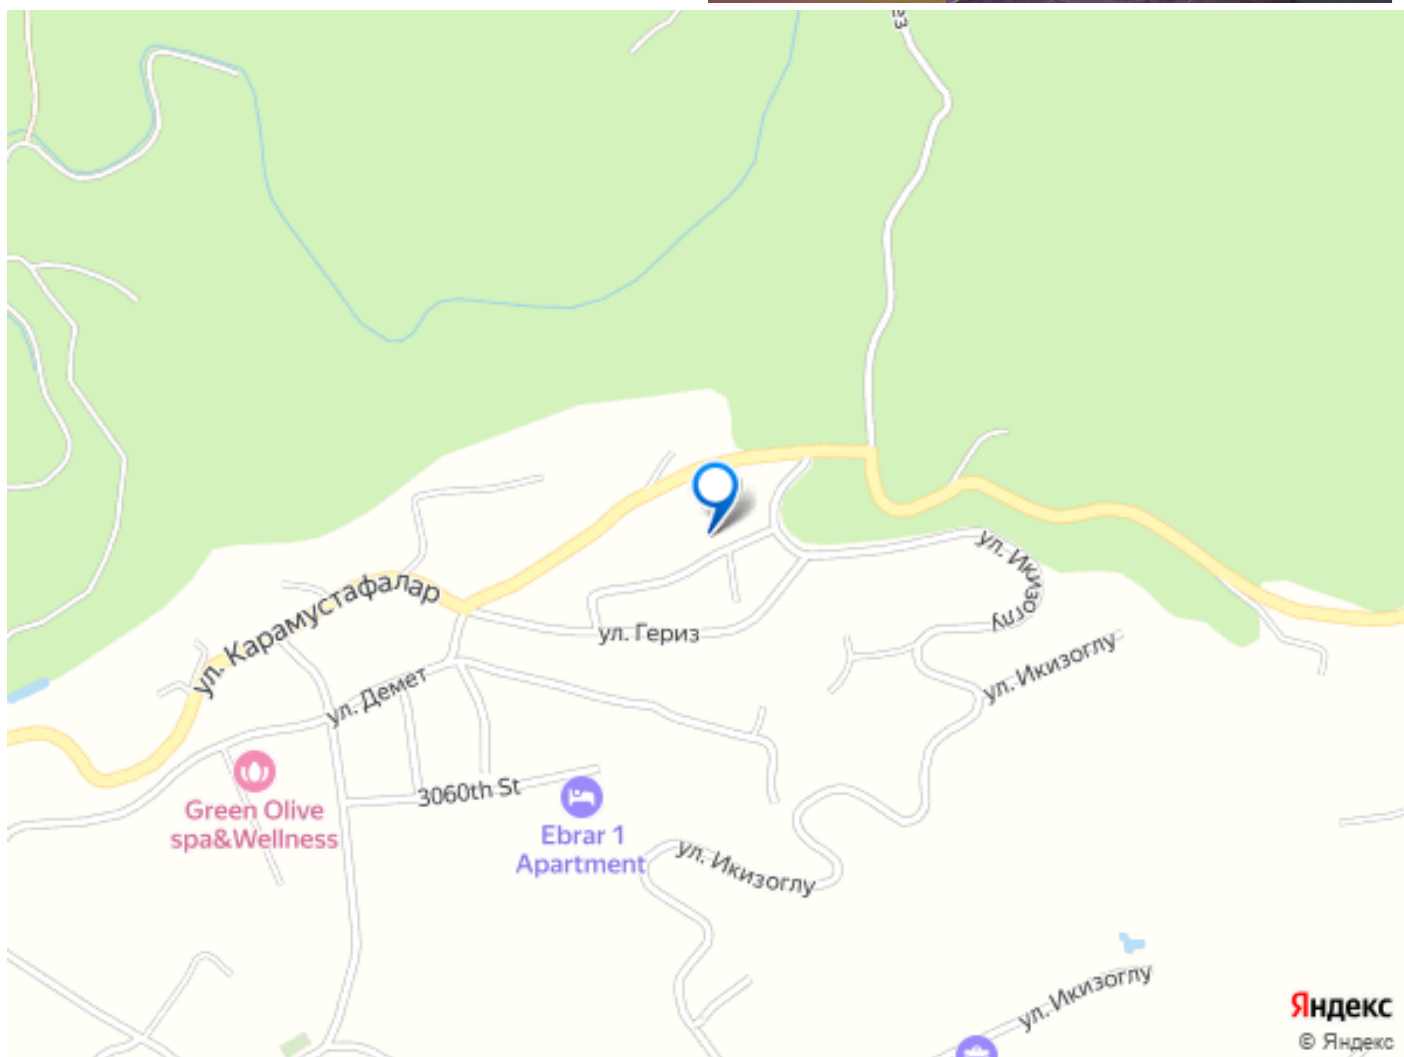 ул. Карамустафалар
ул. Икизоглу
ул. Гериз
ул. Икизоглу
ул. Демет
Green Olive
spa&Wellness
3060th St
Ebrar 1
Apartment
ул. Икизоглу
ул. Икизоглу
Яндекс
© Яндекс